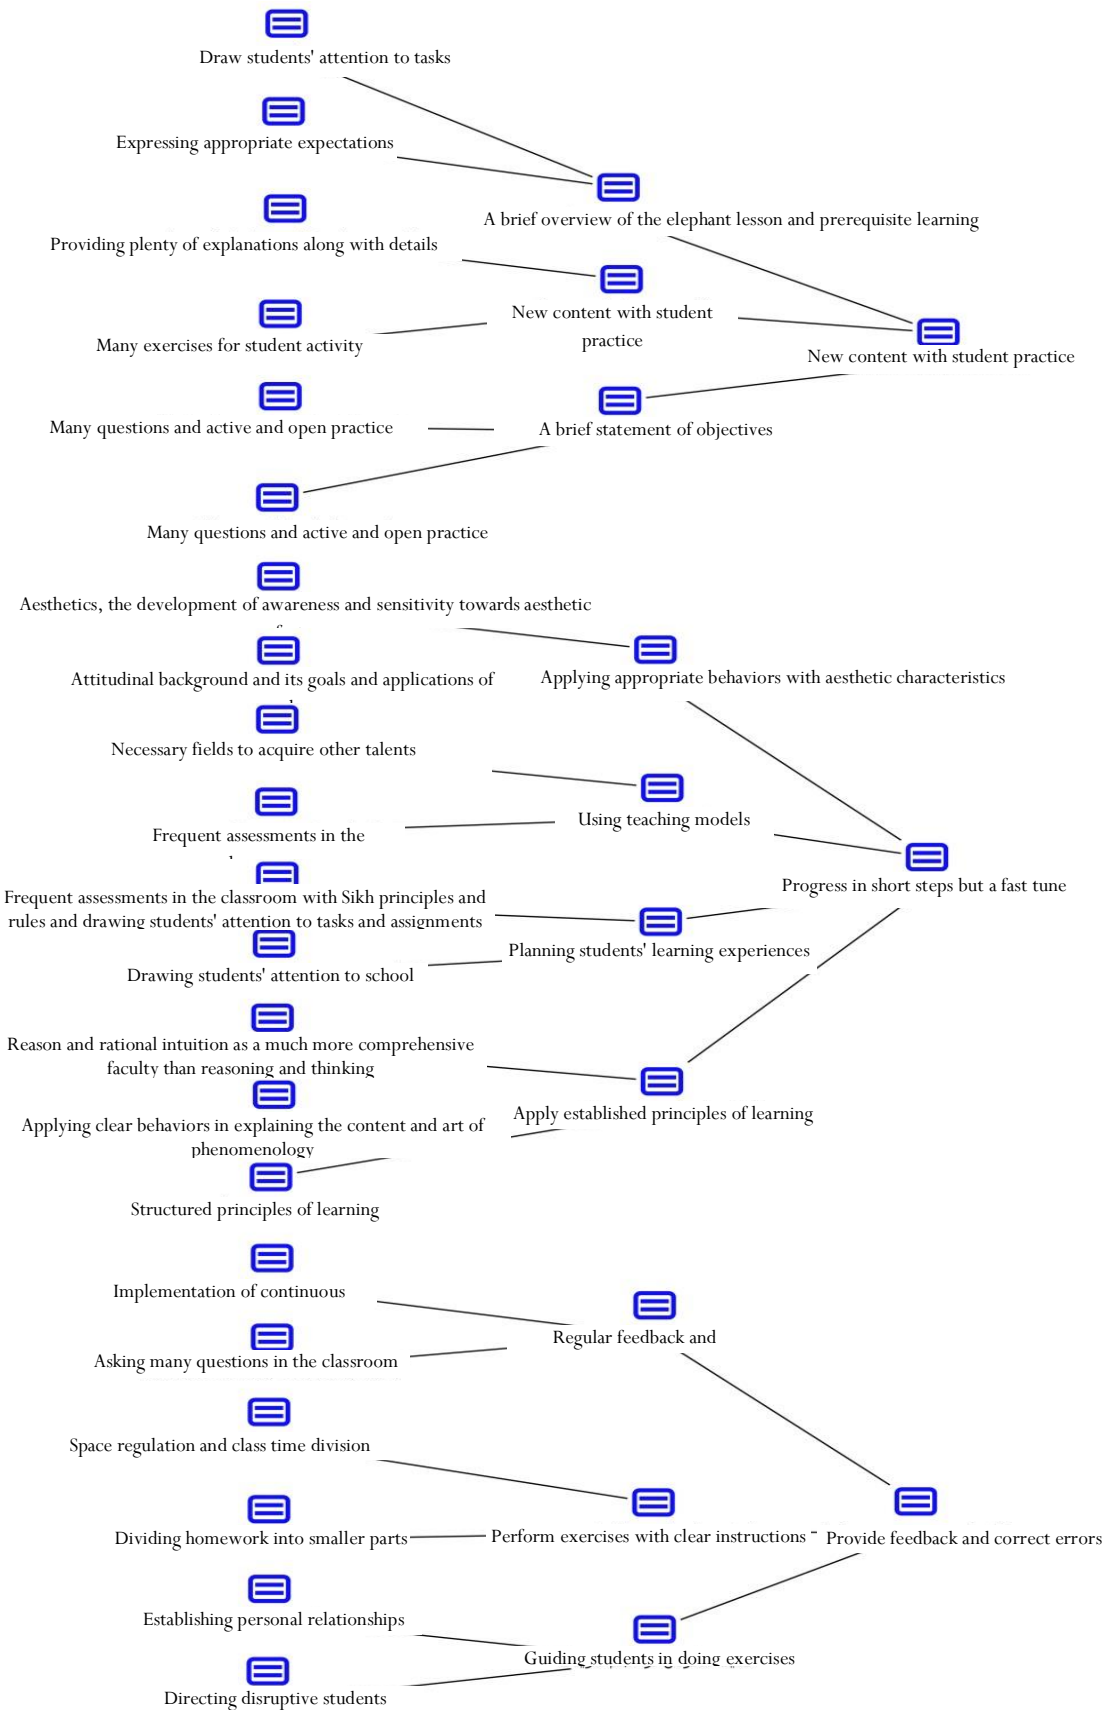 Draw students' attention to tasks
Expressing appropriate expectations
A brief overview of the elephant lesson and prerequisite learning
Providing plenty of explanations along with details
New content with student
practice
Many exercises for student activity
New content with student practice
Many questions and active and open practice
A brief statement of objectives
Many questions and active and open practice
Aesthetics, the development of awareness and sensitivity towards aesthetic
Attitudinal background and its goals and applications of
Applying appropriate behaviors with aesthetic characteristics
Necessary fields to acquire other talents
Using teaching models
Frequent assessments in the
Progress in short steps but a fast tune
Frequent assessments in the classroom with Sikh principles and
rules and drawing students' attention to tasks and assignments
Planning students' learning experiences
Drawing students' attention to school
Reason and rational intuition as a much more comprehensive
faculty than reasoning and thinking
Apply established principles of learning
Applying clear behaviors in explaining the content and art of
phenomenology
Structured principles of learning
Implementation of continuous
Regular feedback and
Asking many questions in the classroom
Space regulation and class time division
Dividing homework into smaller parts
Perform exercises with clear instructions
Provide feedback and correct errors
Establishing personal relationships
Guiding students in doing exercises
Directing disruptive students